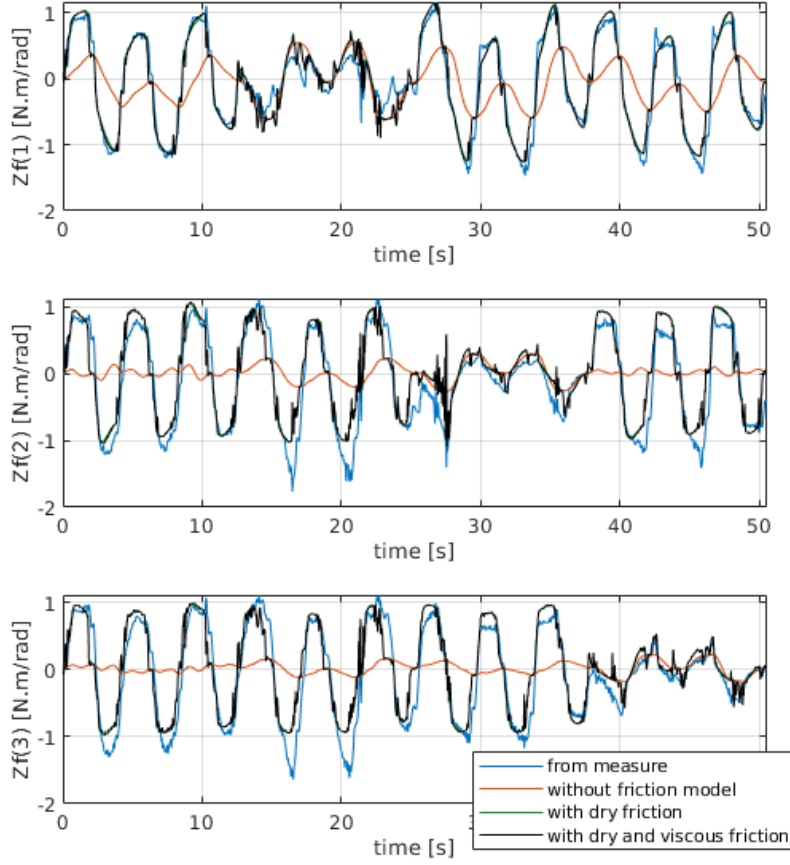 1
0
-1
-2
Zf(1) [N.m/rad]
0 10 20 30 40 50
time [s]
1
0
-1
-2
Zf(2) [N.m/rad]
0 10 20 30 40 50
time [s]
1
0
-1
-2
Zf(3) [N.m/rad]
0 10 20
time [s]
from measure
without friction model
with dry friction
with dry and viscous friction